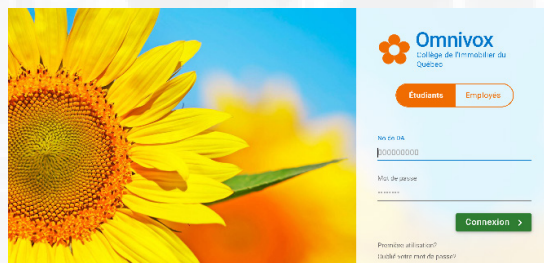 Omnivox
Collège de l'Immobilier du
Québec
Étudiants
Employés
No de DA
000000000
Mot de passe
********
Connexion
Première utilisation?
Oublié votre mot de passe?